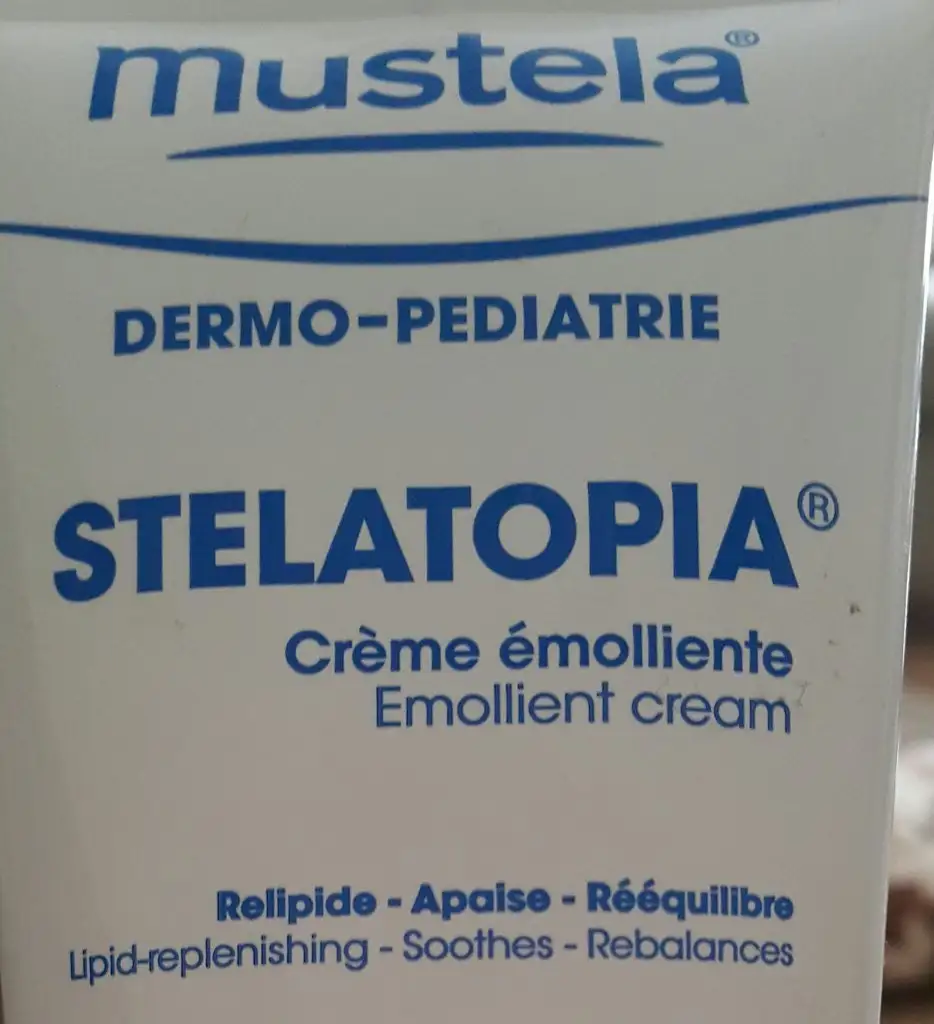 mustela®
DERMO-PEDIATRIE
STELATOPIA®
Crème émolliente
Emollient cream
Relipide - Apaise - Rééquilibre
Lipid-replenishing - Soothes - Rebalances